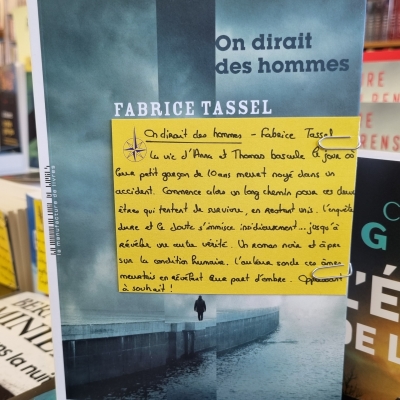 On dirait
des hommes
FABRICE TASSEL
On dirait des hommes - Fabrice Tassel
La vie d'Anna et Thomas bascule le jour où
leur petit garçon de 10 ans meurt noyé dans un
accident. Commence alors un long chemin pour ces deux
êtres qui tentent de survivre, en restant unis. L'enquête
dure et le doute s'immisce insidieusement... jusqu'à
révéler une autre vérité. Un roman noir et âpre
sur la condition humaine. L'auteur sonde ces âmes
meurtries en révélant leur part d'ombre. Oppressant
à souhait !
la manufacture de livres